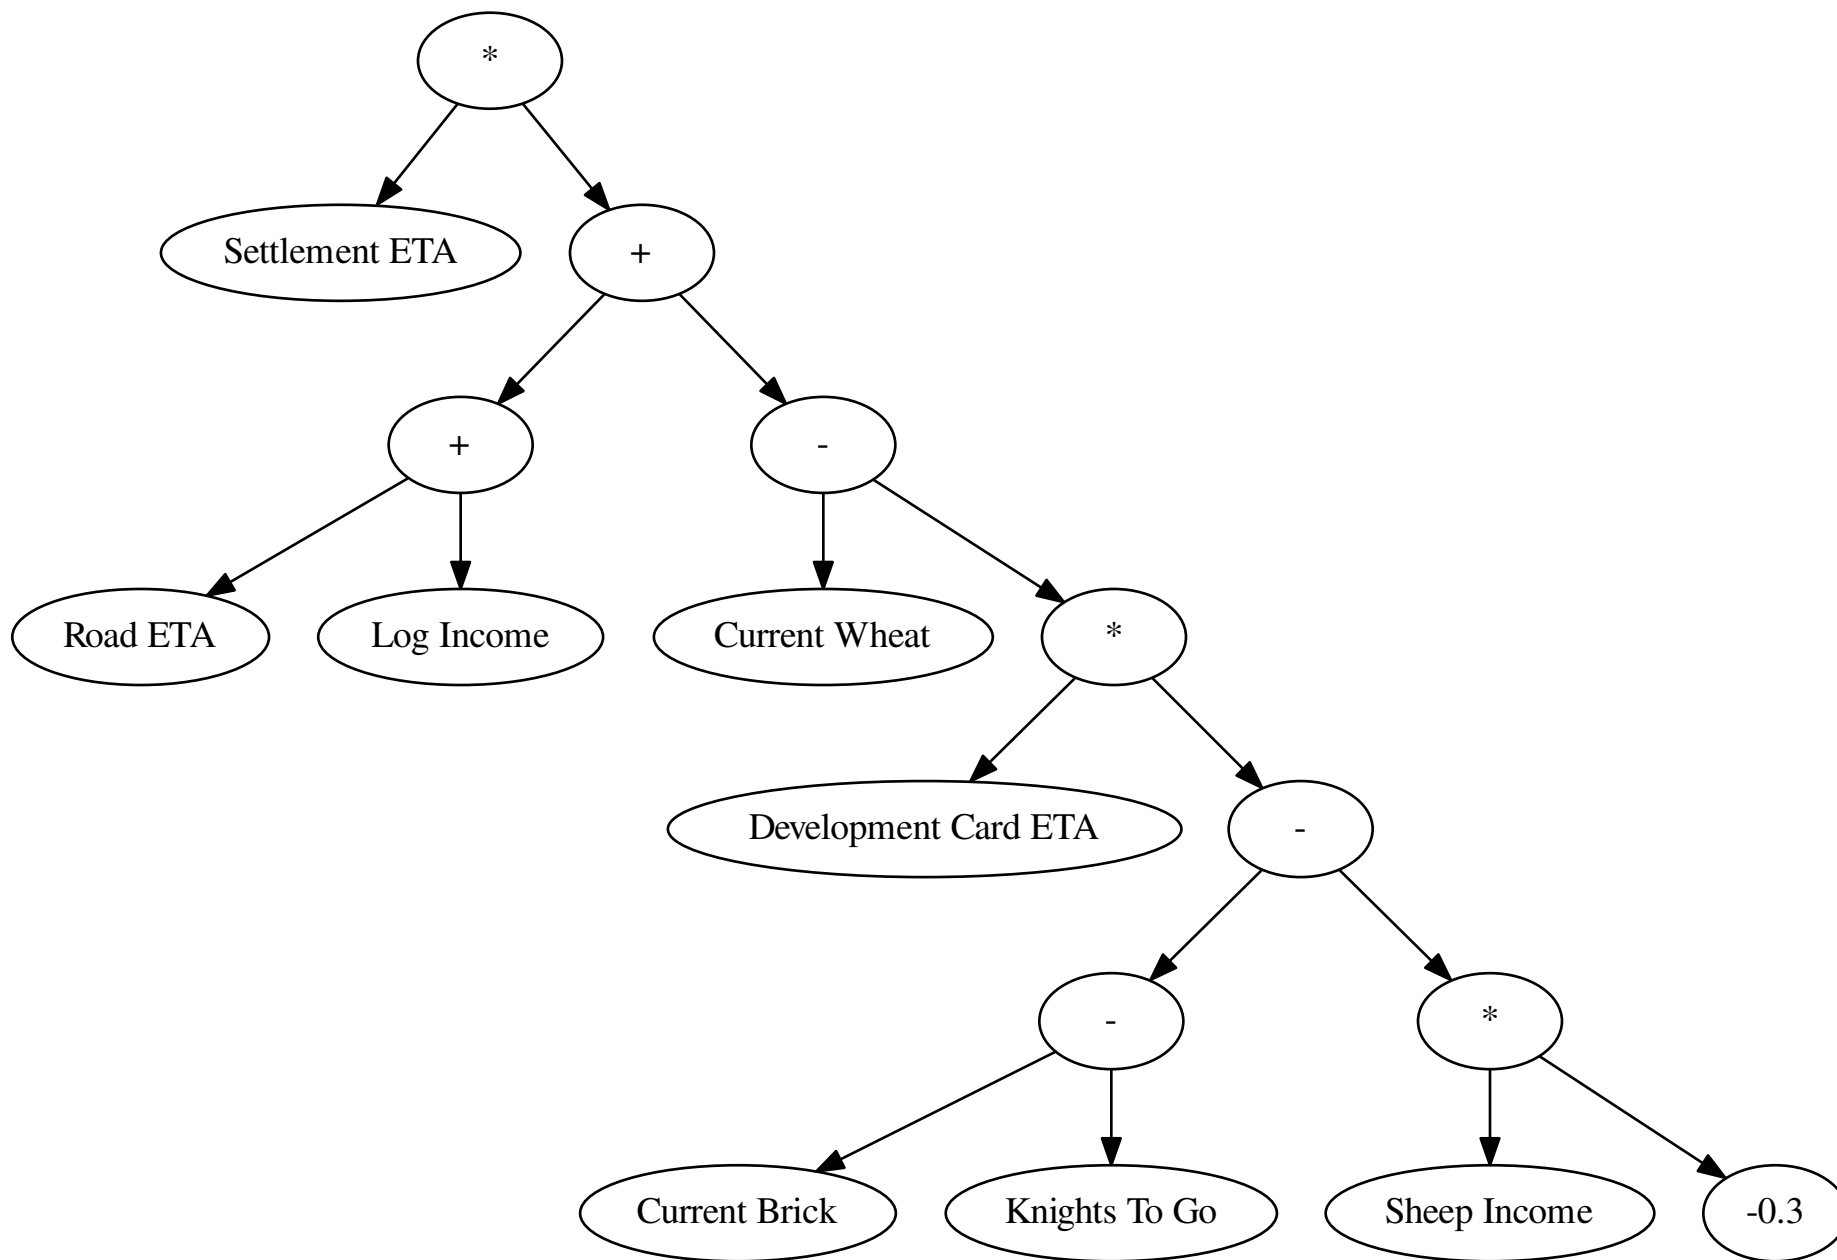 *
Settlement ETA
+
+
-
Road ETA
Log Income
Current Wheat
*
Development Card ETA
-
-
*
Current Brick
Knights To Go
Sheep Income
-0.3